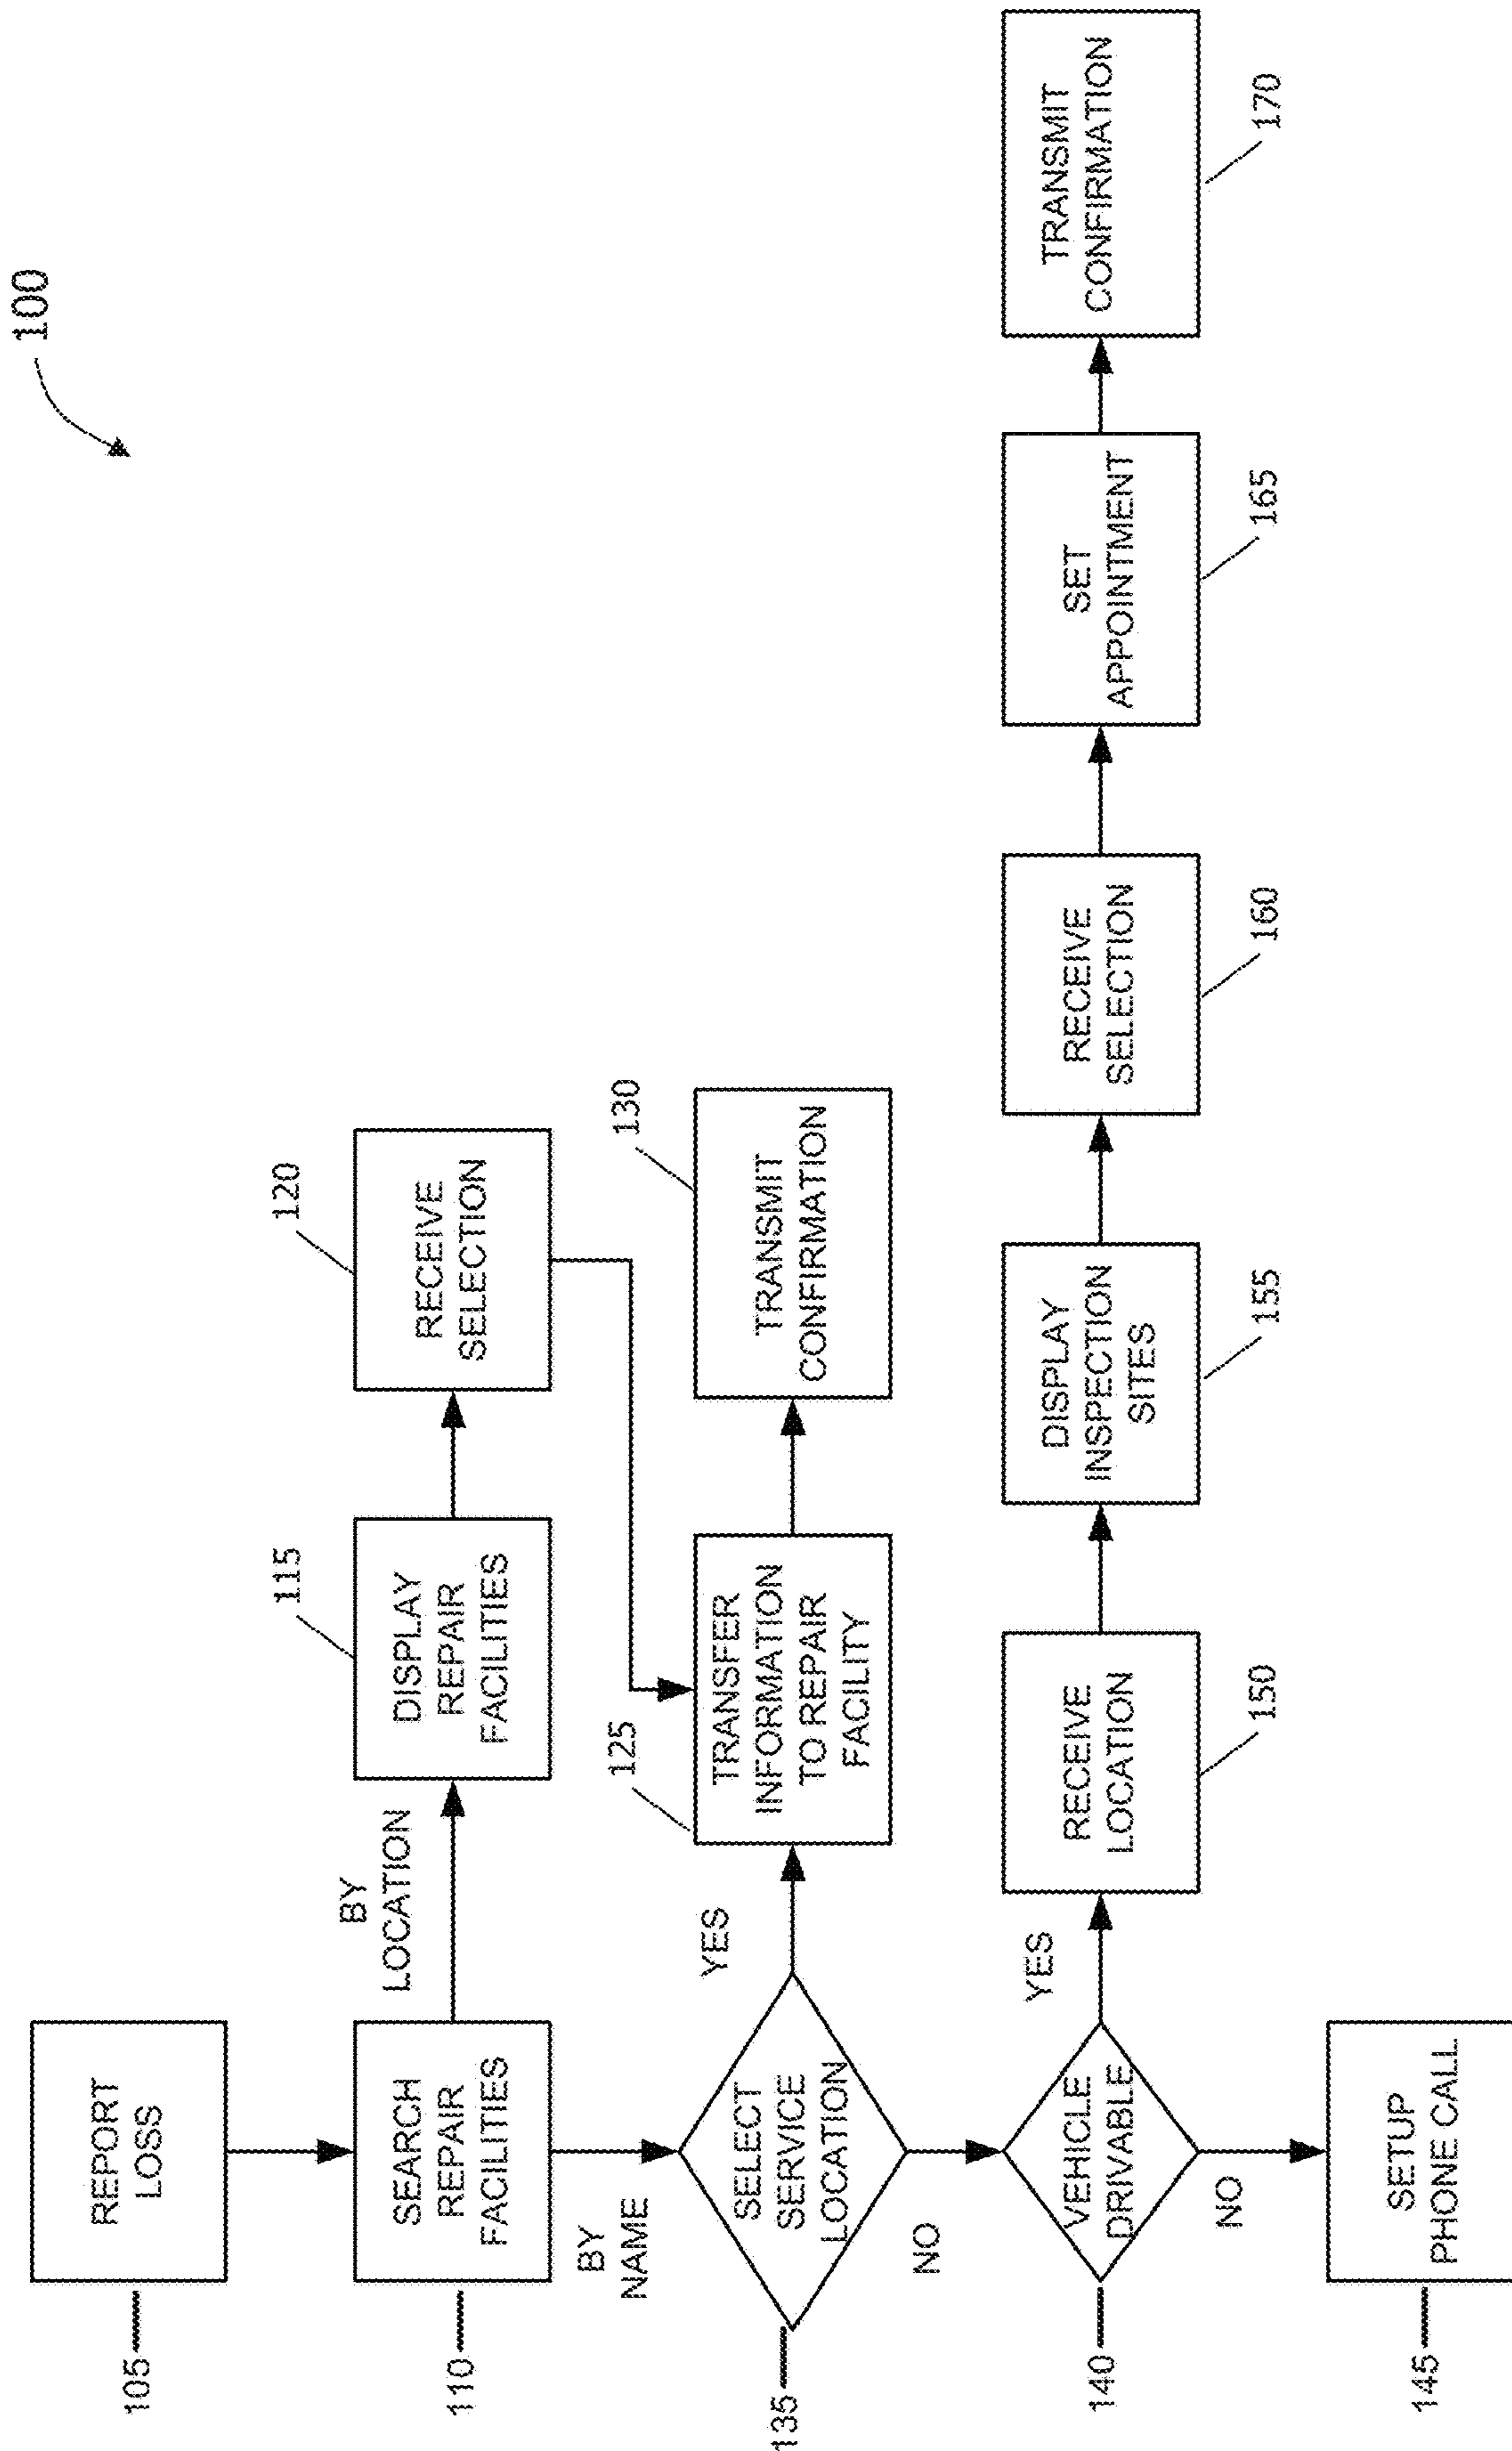 100
105
REPORT
LOSS
110
SEARCH
REPAIR
FACILITIES
BY
LOCATION
115
DISPLAY
REPAIR
FACILITIES
120
RECEIVE
SELECTION
BY
NAME
135
SELECT
SERVICE
LOCATION
YES
125
TRANSFER
INFORMATION
TO REPAIR
FACILITY
130
TRANSMIT
CONFIRMATION
NO
140
VEHICLE
DRIVABLE
YES
RECEIVE
LOCATION
150
DISPLAY
INSPECTION
SITES
155
RECEIVE
SELECTION
160
SET
APPOINTMENT
165
TRANSMIT
CONFIRMATION
170
NO
145
SETUP
PHONE CALL